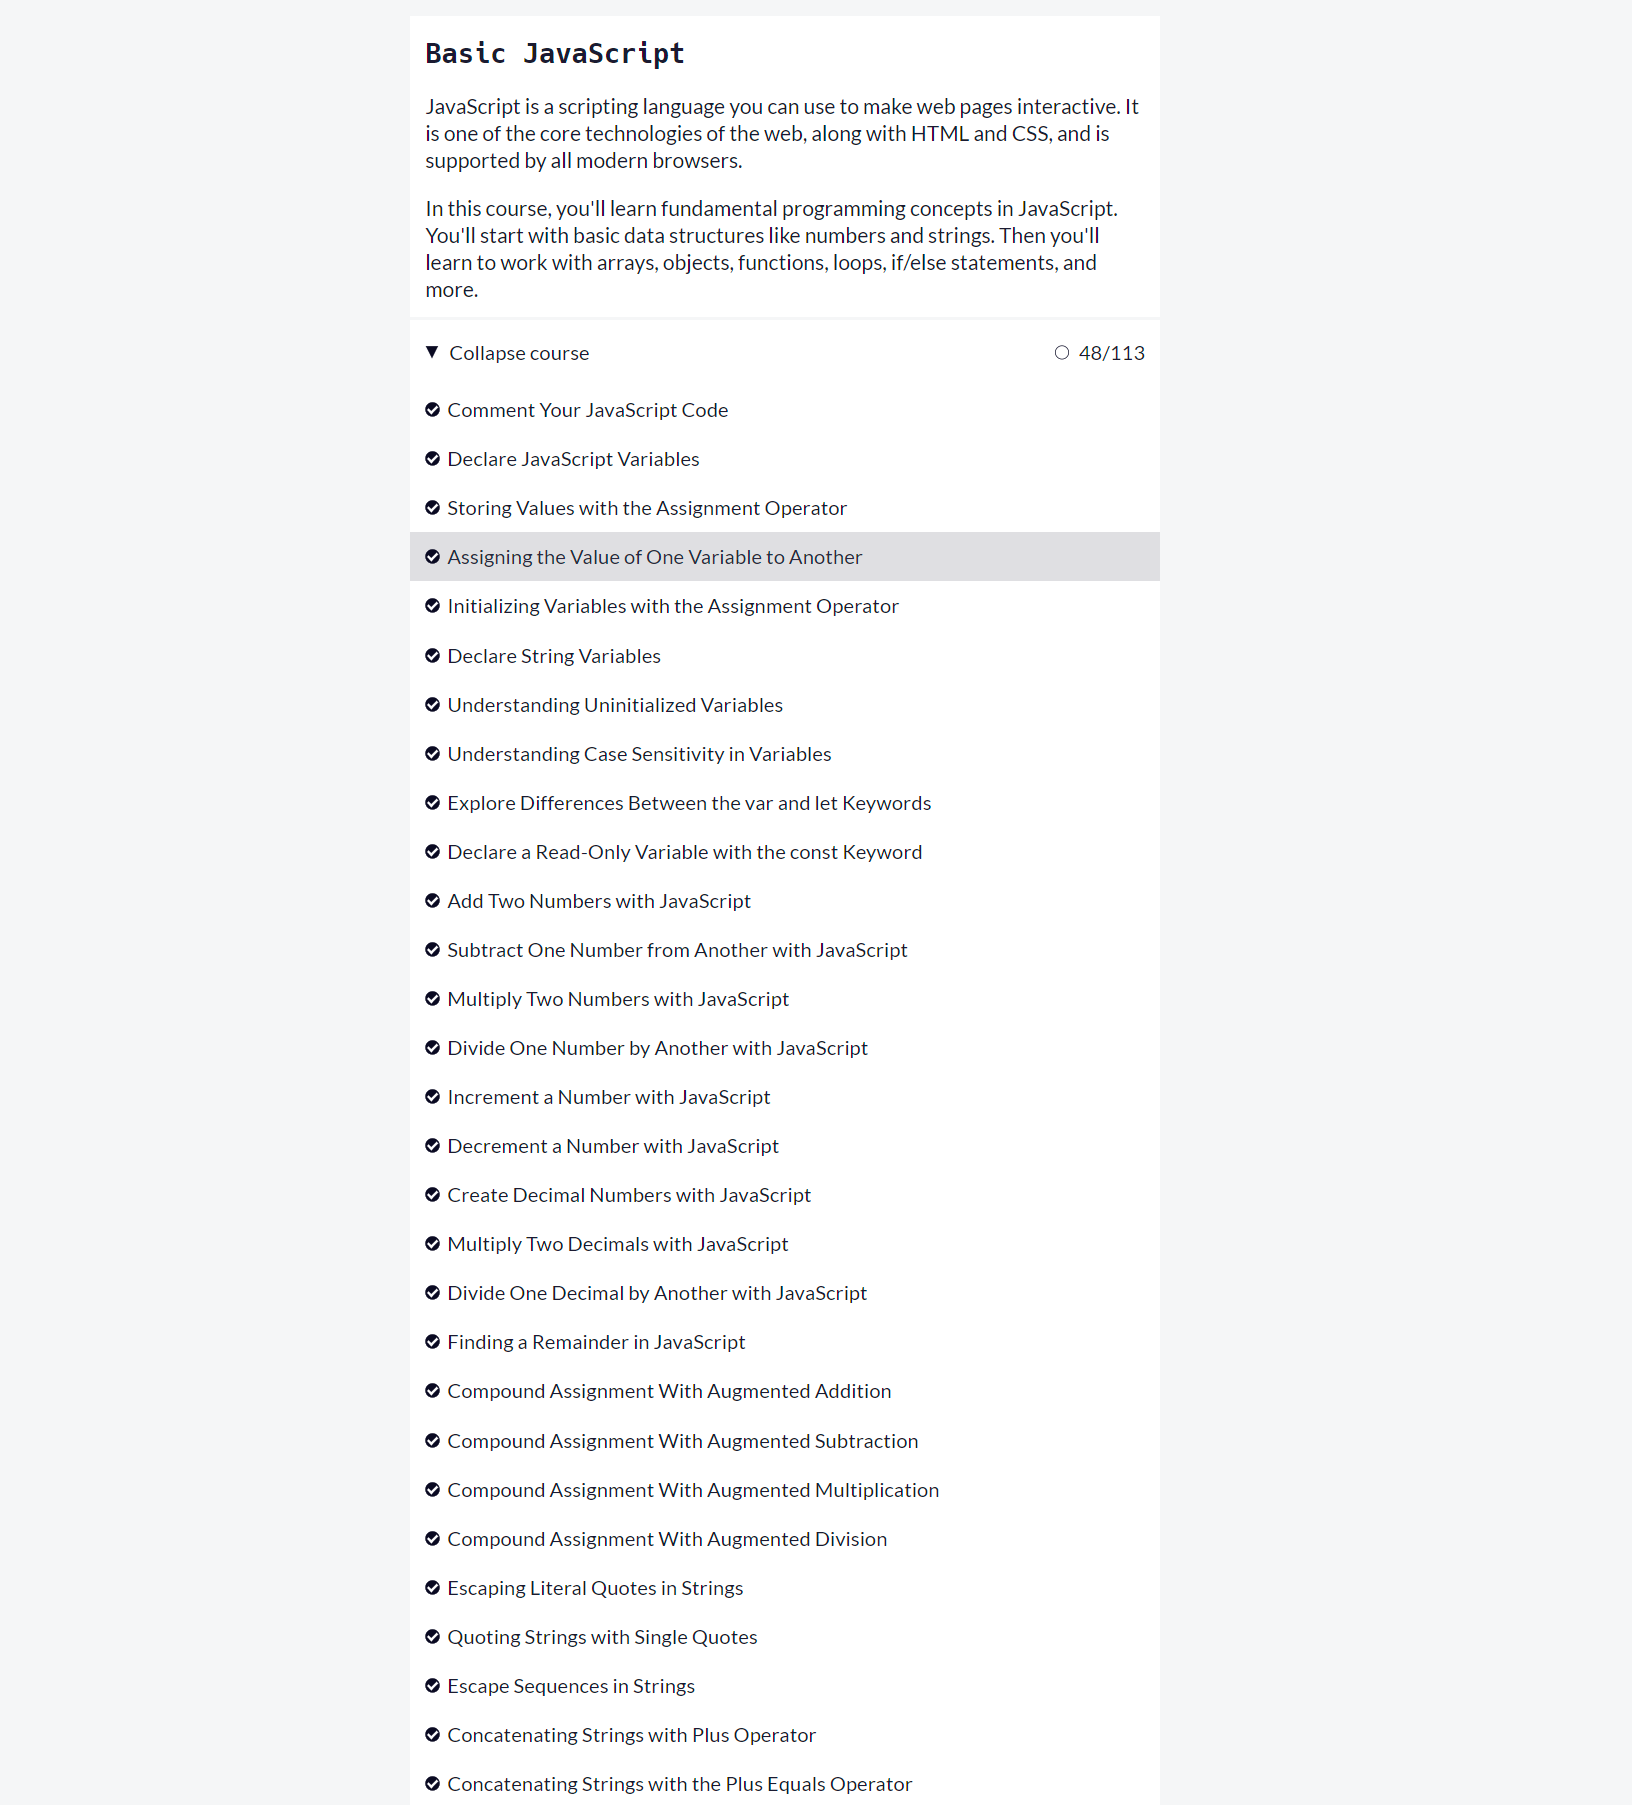 Basic JavaScript
JavaScript is a scripting language you can use to make web pages interactive. It
is one of the core technologies of the web, along with HTML and CSS, and is
supported by all modern browsers.
In this course, you'll learn fundamental programming concepts in JavaScript.
You'll start with basic data structures like numbers and strings. Then you'll
learn to work with arrays, objects, functions, loops, if/else statements, and
more.
Collapse course 48/113
Comment Your JavaScript Code
Declare JavaScript Variables
Storing Values with the Assignment Operator
Assigning the Value of One Variable to Another
Initializing Variables with the Assignment Operator
Declare String Variables
Understanding Uninitialized Variables
Understanding Case Sensitivity in Variables
Explore Differences Between the var and let Keywords
Declare a Read-Only Variable with the const Keyword
Add Two Numbers with JavaScript
Subtract One Number from Another with JavaScript
Multiply Two Numbers with JavaScript
Divide One Number by Another with JavaScript
Increment a Number with JavaScript
Decrement a Number with JavaScript
Create Decimal Numbers with JavaScript
Multiply Two Decimals with JavaScript
Divide One Decimal by Another with JavaScript
Finding a Remainder in JavaScript
Compound Assignment With Augmented Addition
Compound Assignment With Augmented Subtraction
Compound Assignment With Augmented Multiplication
Compound Assignment With Augmented Division
Escaping Literal Quotes in Strings
Quoting Strings with Single Quotes
Escape Sequences in Strings
Concatenating Strings with Plus Operator
Concatenating Strings with the Plus Equals Operator